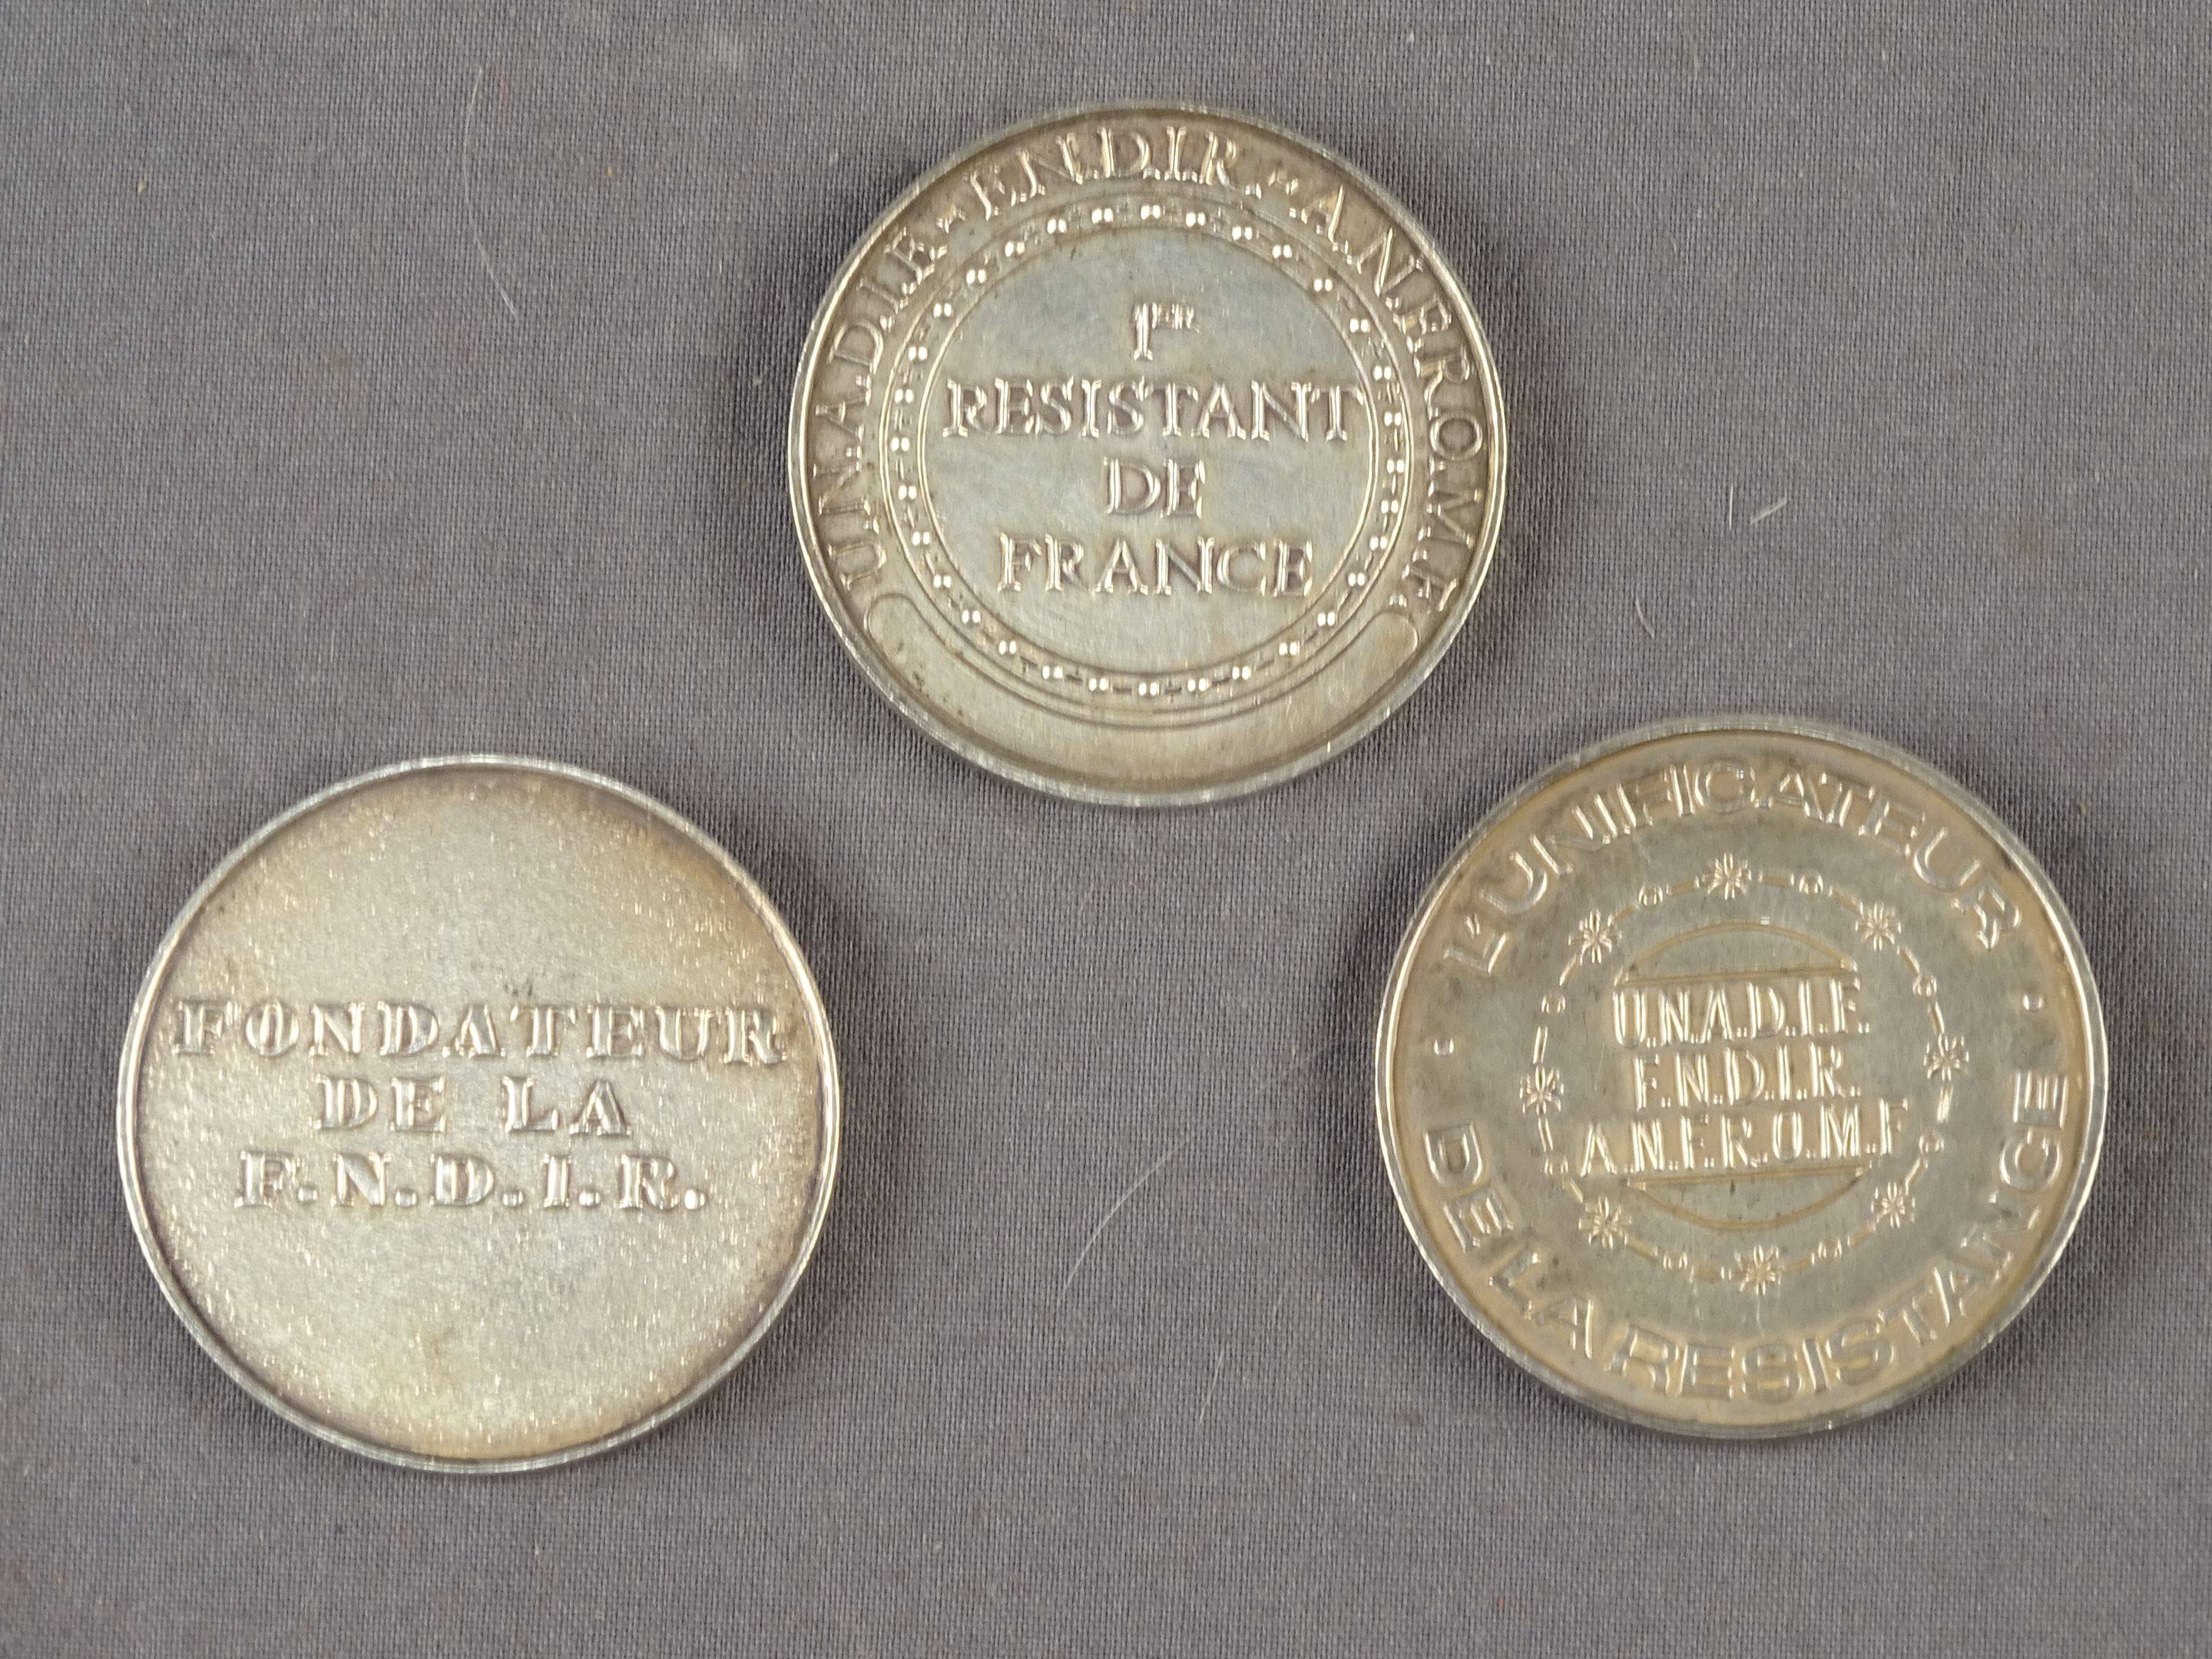 U.N.A.D.I.F. - F.N.D.I.R. - A.N.F.R.O.M.F.
1ER
RESISTANT
DE
FRANCE
FONDATEUR
DE LA
F.N.D.I.R.
L'UNIFICATEUR
U.N.A.D.I.F.
F.N.D.I.R.
A.N.F.R.O.M.F
DE LA RESISTANCE